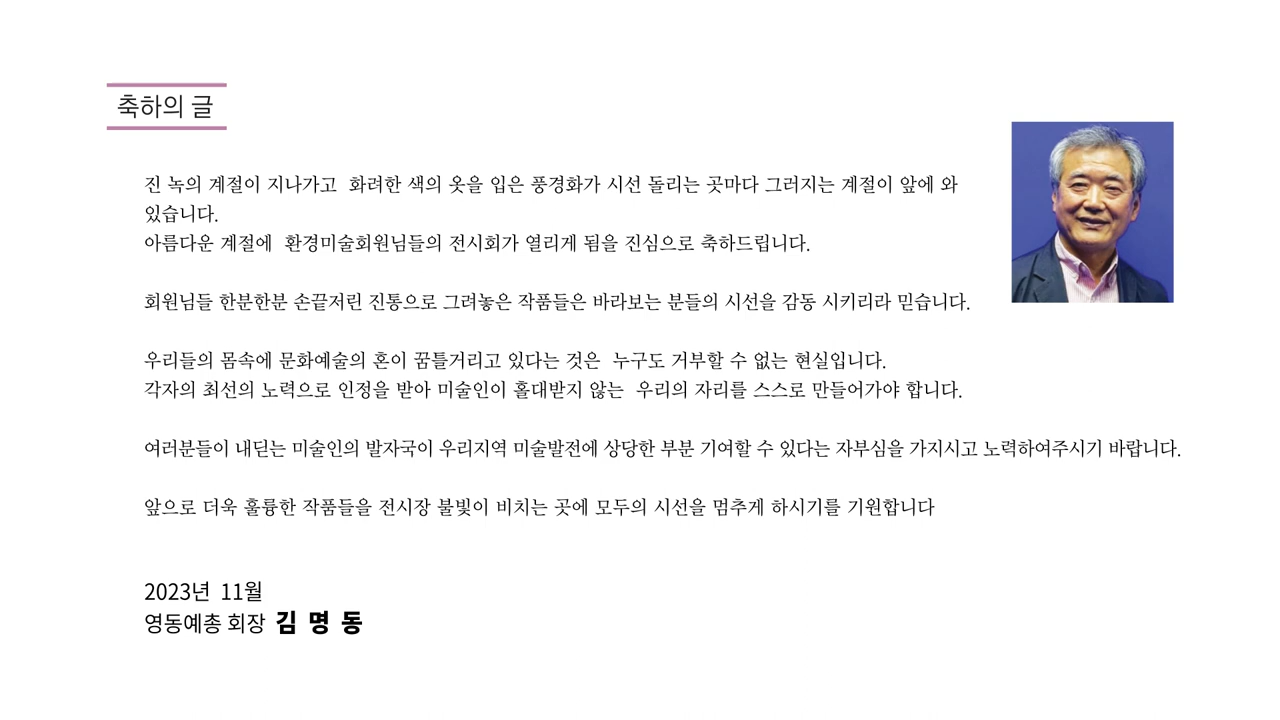 축하의 글
진 녹의 계절이 지나가고 화려한 색의 옷을 입은 풍경화가 시선 돌리는 곳마다 그러지는 계절이 앞에 와
있습니다.
아름다운 계절에 환경미술회원님들의 전시회가 열리게 됨을 진심으로 축하드립니다.
회원님들 한분한분 손끝저린 진통으로 그려놓은 작품들은 바라보는 분들의 시선을 감동 시키리라 믿습니다.
우리들의 몸속에 문화예술의 혼이 꿈틀거리고 있다는 것은 누구도 거부할 수 없는 현실입니다.
각자의 최선의 노력으로 인정을 받아 미술인이 홀대받지 않는 우리의 자리를 스스로 만들어가야 합니다.
여러분들이 내딛는 미술인의 발자국이 우리지역 미술발전에 상당한 부분 기여할 수 있다는 자부심을 가지시고 노력하여주시기 바랍니다.
앞으로 더욱 훌륭한 작품들을 전시장 불빛이 비치는 곳에 모두의 시선을 멈추게 하시기를 기원합니다
2023년 11월
영동예총 회장 김 명 동